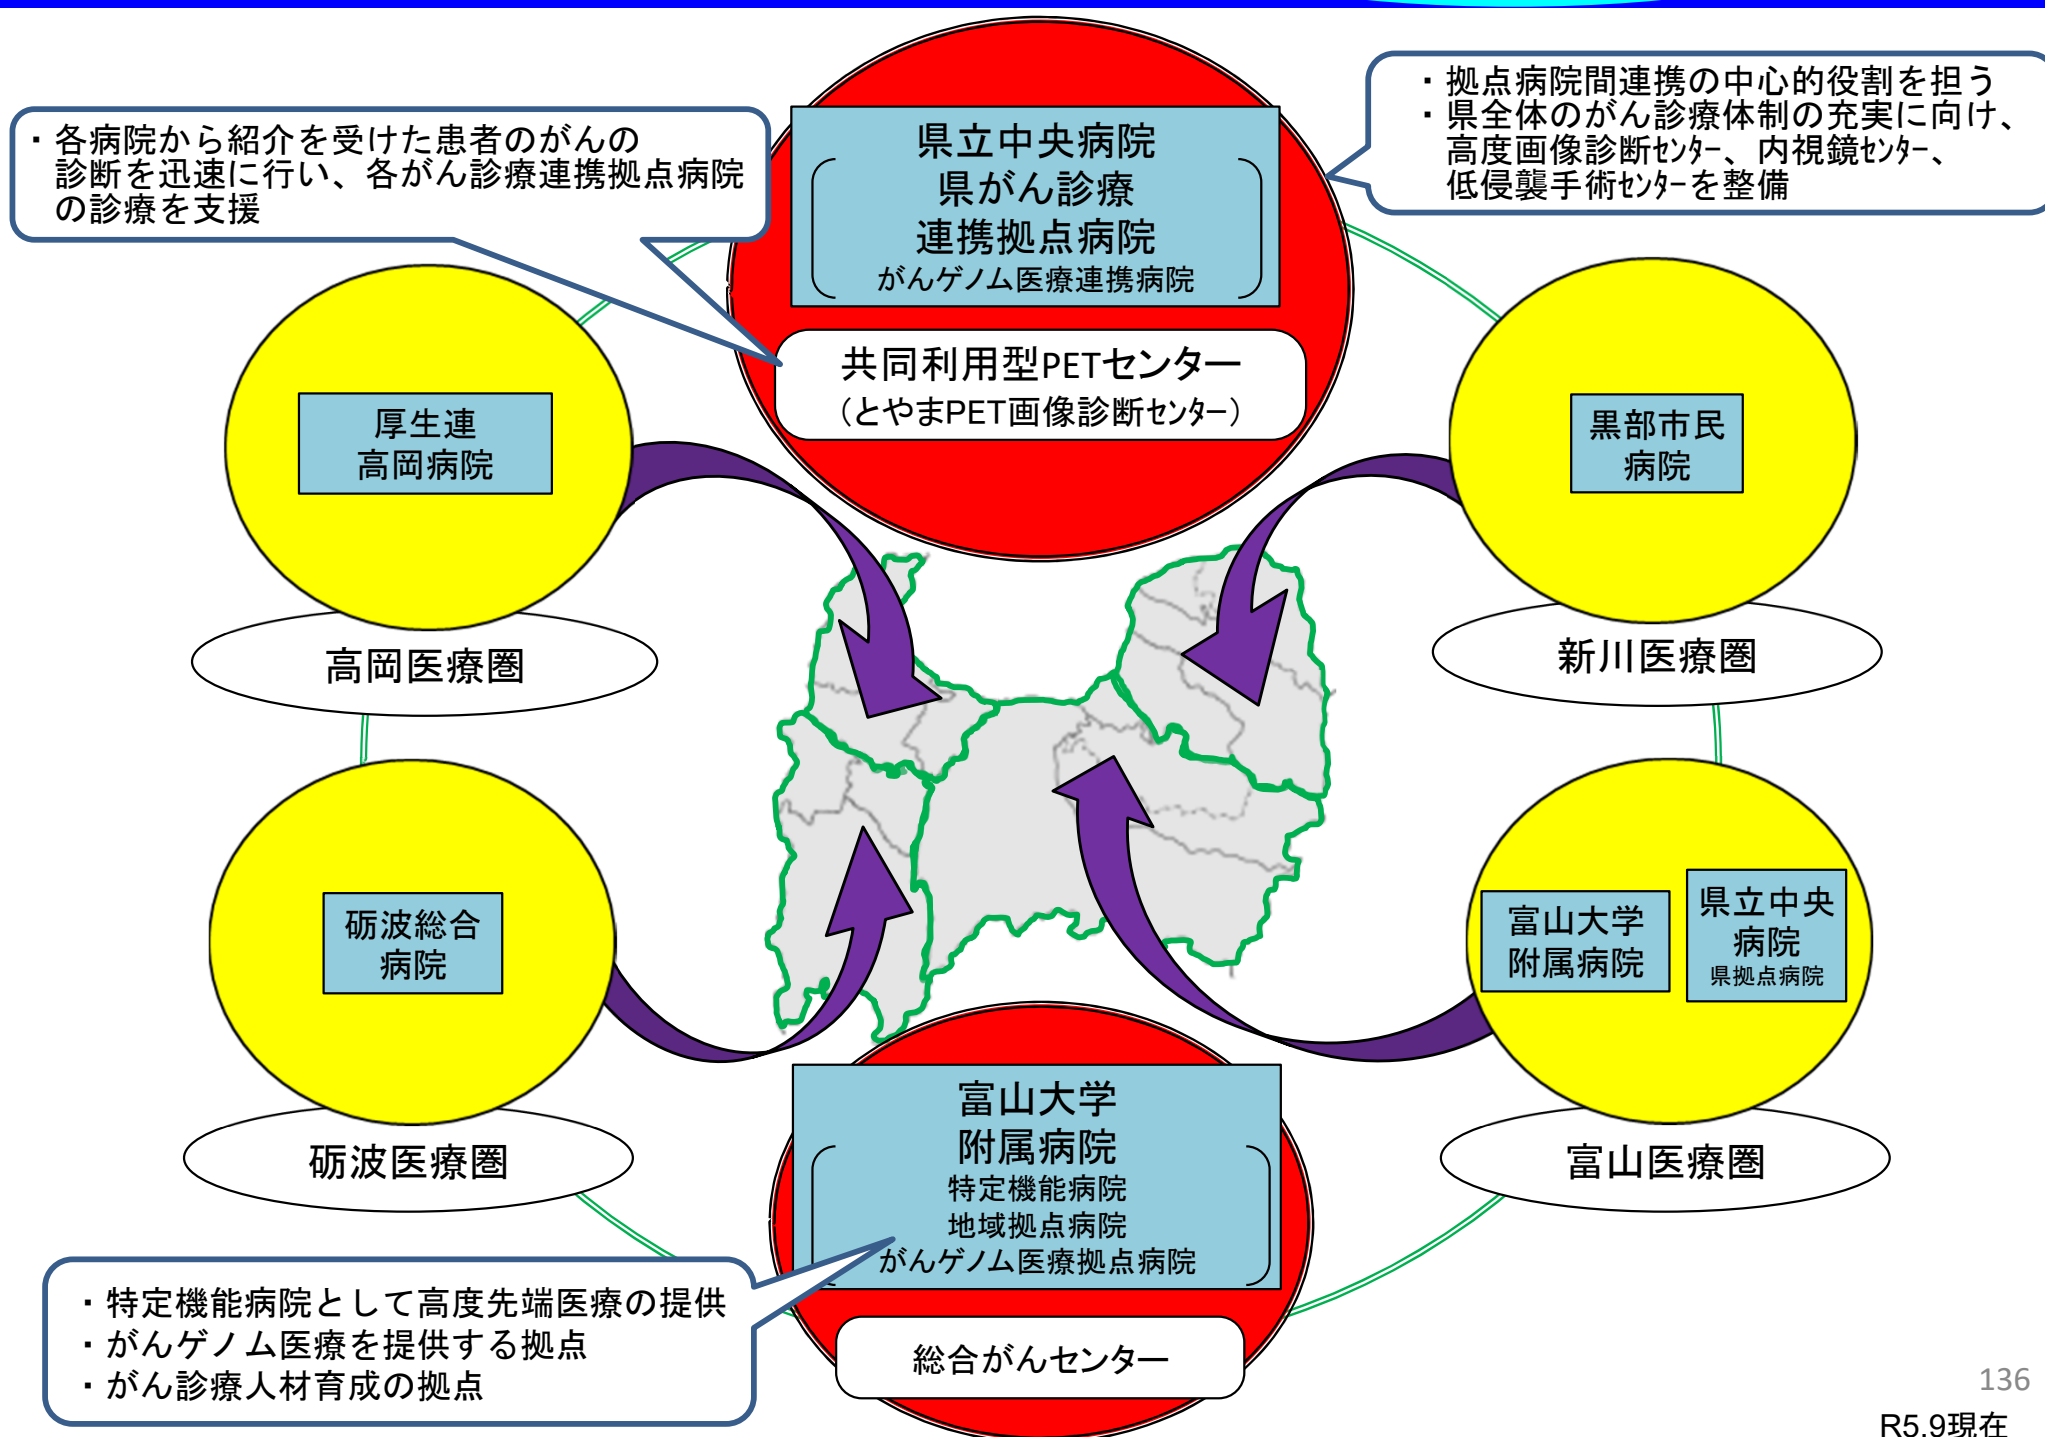 ・各病院から紹介を受けた患者のがんの
診断を迅速に行い、各がん診療連携拠点病院
の診療を支援
県立中央病院
県がん診療
連携拠点病院
がんゲノム医療連携病院
共同利用型PETセンター
（とやまPET画像診断ｾﾝﾀｰ）
・拠点病院間連携の中心的役割を担う
・県全体のがん診療体制の充実に向け、
高度画像診断ｾﾝﾀｰ、内視鏡ｾﾝﾀｰ、
低侵襲手術ｾﾝﾀｰを整備
厚生連
高岡病院
高岡医療圏
黒部市民
病院
新川医療圏
砺波総合
病院
砺波医療圏
富山大学
附属病院
県立中央
病院
県拠点病院
富山医療圏
富山大学
附属病院
特定機能病院
地域拠点病院
がんゲノム医療拠点病院
総合がんセンター
・特定機能病院として高度先端医療の提供
・がんゲノム医療を提供する拠点
・がん診療人材育成の拠点
136
R5.9現在